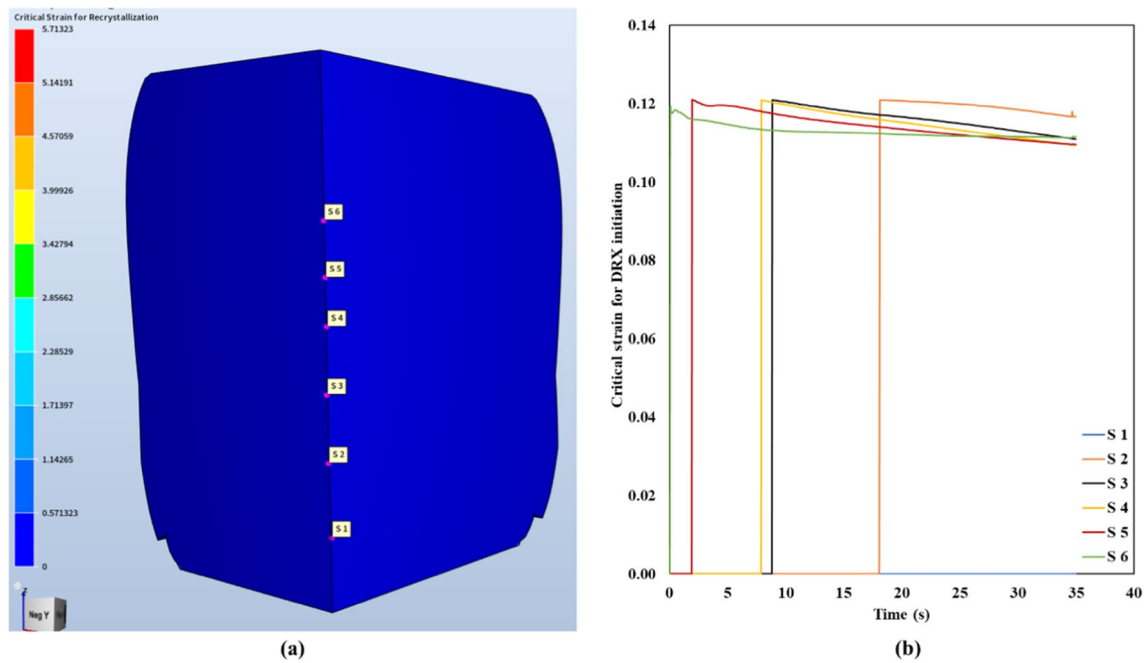 Critical Strain for Recrystallization
5.71323
5.14191
4.57059
3.99926
3.42794
2.85662
2.28529
1.71397
1.14265
0.571323
0
S 6
S 5
S 4
S 3
S 2
S 1
Z
Neg Y
(a)
Critical strain for DRX initiation
0.14
0.12
0.10
0.08
0.06
0.04
0.02
0.00
0
5
10
15
20
25
30
35
40
Time (s)
S 1
S 2
S 3
S 4
S 5
S 6
(b)